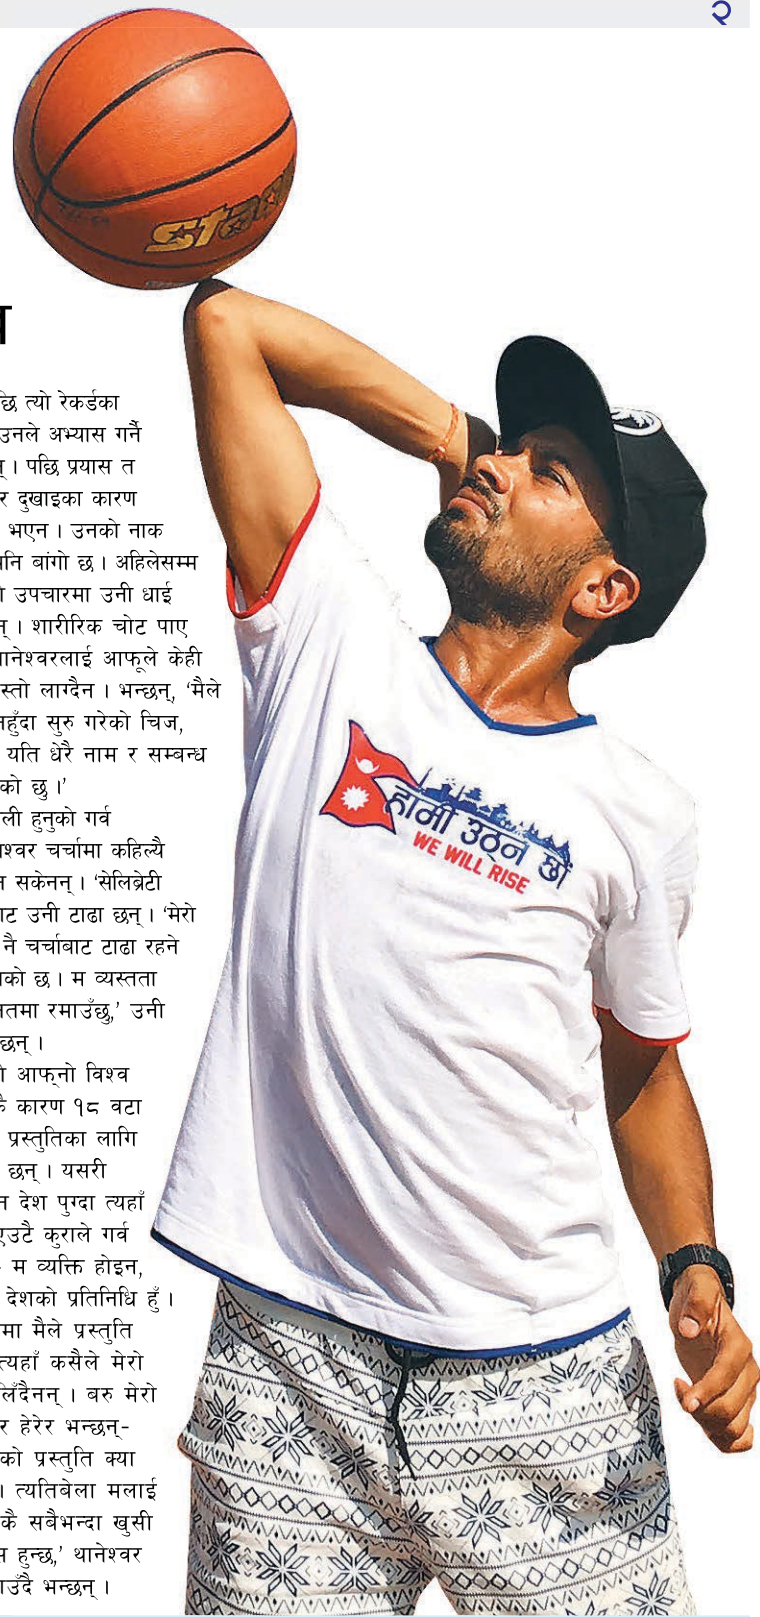 २
छि त्यो रेकर्डका
उनले अभ्यास गर्नै
। पछि प्रयास त
र दुखाइका कारण
भएन । उनको नाक
बांगो छ । अहिलेसम्म
उपचारमा उनी धाई
। शारीरिक चोट पाए
आफूले केही
लाग्दैन । भन्छन्, ‘मैले
सुरु गरेको चिज,
यति धेरै नाम र सम्बन्ध
को छु ।’
ली हुनुको गर्व
श्वर चर्चामा कहिल्यै
सकेनन् । ‘सेलिब्रेटी
बाट उनी टाढा छन् । ‘मेरो
नै चर्चाबाट टाढा रहने
को छ । म व्यस्तता
रमाउँछु,’ उनी
छन् ।
आफ्नो विश्व
कारण १८ वटा
प्रस्तुतिका लागि
छन् । यसरी
देश पुग्दा त्यहाँ
एउटै कुराले गर्व
म व्यक्ति होइन,
देशको प्रतिनिधि हुँ ।
मा मैले प्रस्तुति
त्यहाँ कसैले मेरो
लिँदैनन् । बरु मेरो
र हेरेर भन्छन्-
को प्रस्तुति क्या
। त्यतिबेला मलाई
कै सबैभन्दा खुसी
हुन्छ,’ थानेश्वर
उँदै भन्छन् ।
हामी उठ्न छौं
WE WILL RISE